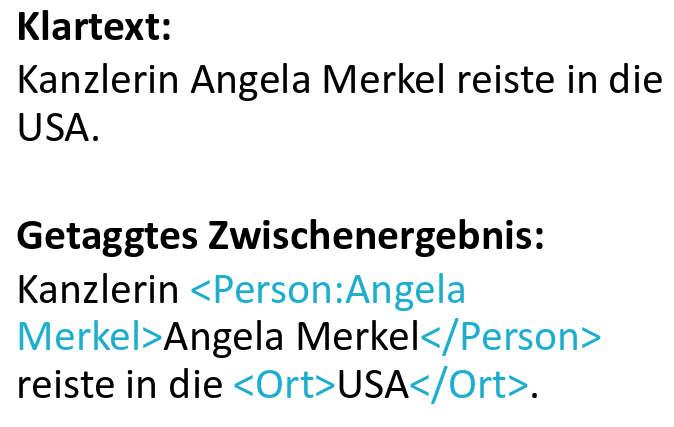 Klartext:
Kanzlerin Angela Merkel reiste in die
USA.
Getaggtes Zwischenergebnis:
Kanzlerin <Person:Angela
Merkel>Angela Merkel</Person>
reiste in die <Ort>USA</Ort>.